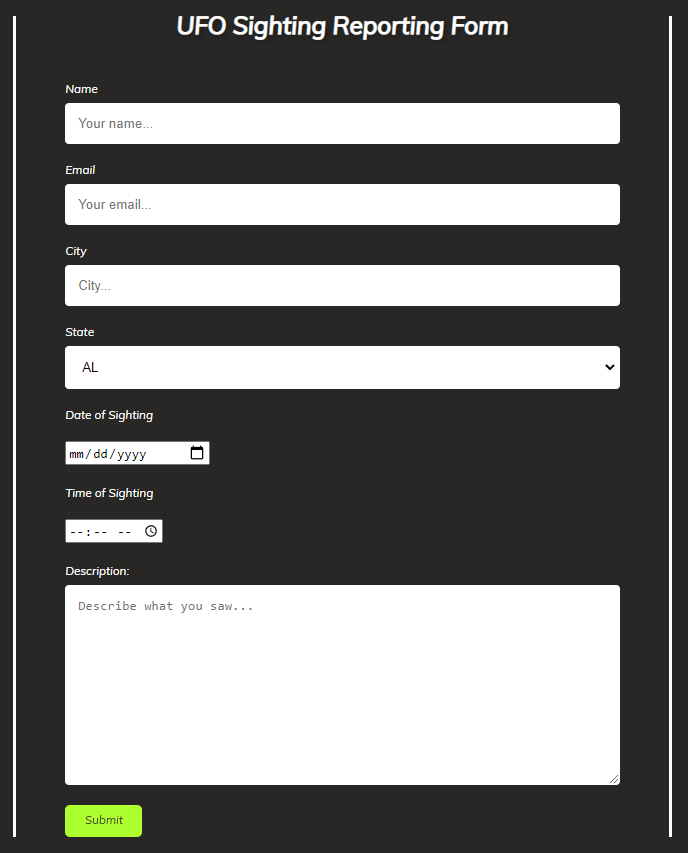 UFO Sighting Reporting Form
Name
Your name...
Email
Your email...
City
City...
State
AL
Date of Sighting
mm/dd/yyyy
Time of Sighting
--:-- --
Description:
Describe what you saw...
Submit